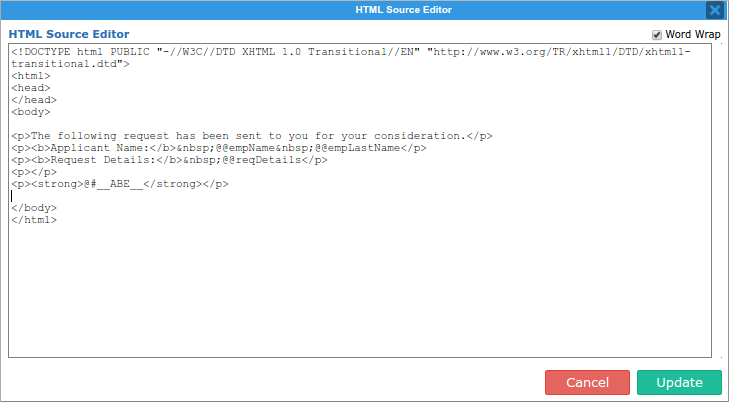 HTML Source Editor
HTML Source Editor
Word Wrap
<!DOCTYPE html PUBLIC "-//W3C//DTD XHTML 1.0 Transitional//EN" "http://www.w3.org/TR/xhtml1/DTD/xhtml1-
transitional.dtd">
<html>
<head>
</head>
<body>
<p>The following request has been sent to you for your consideration.</p>
<p><b>Applicant Name:</b>&nbsp;@@empName&nbsp;@@empLastName</p>
<p><b>Request Details:</b>&nbsp;@@reqDetails</p>
<p></p>
<p><strong>@#__ABE__</strong></p>
</body>
</html>
Cancel
Update